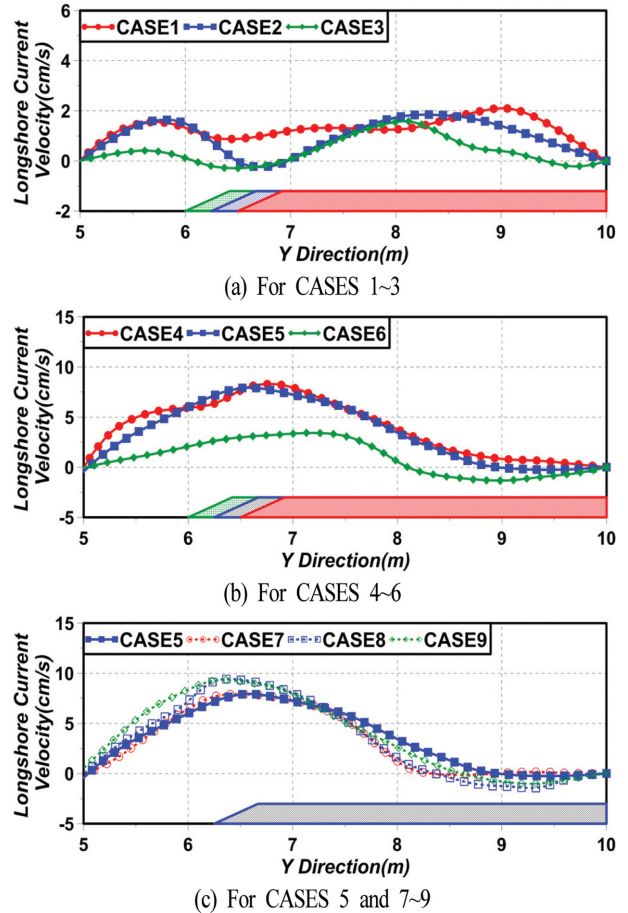 Longshore Current
Velocity(cm/s)
6
4
2
0
-2
CASE1 CASE2 CASE3
5 6 7 8 9 10
Y Direction(m)
(a) For CASES 1~3
Longshore Current
Velocity(cm/s)
15
10
5
0
-5
CASE4 CASE5 CASE6
5 6 7 8 9 10
Y Direction(m)
(b) For CASES 4~6
Longshore Current
Velocity(cm/s)
15
10
5
0
-5
CASE5 CASE7 CASE8 CASE9
5 6 7 8 9 10
Y Direction(m)
(c) For CASES 5 and 7~9